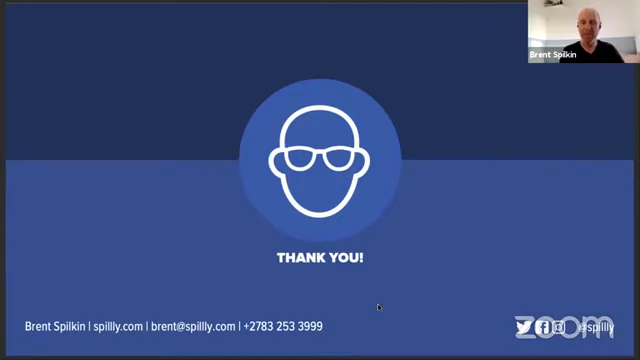 Brent Spilkin
THANK YOU!
Brent Spilkin | spillly.com | brent@spillly.com | +2783 253 3999
@spillly
zoom